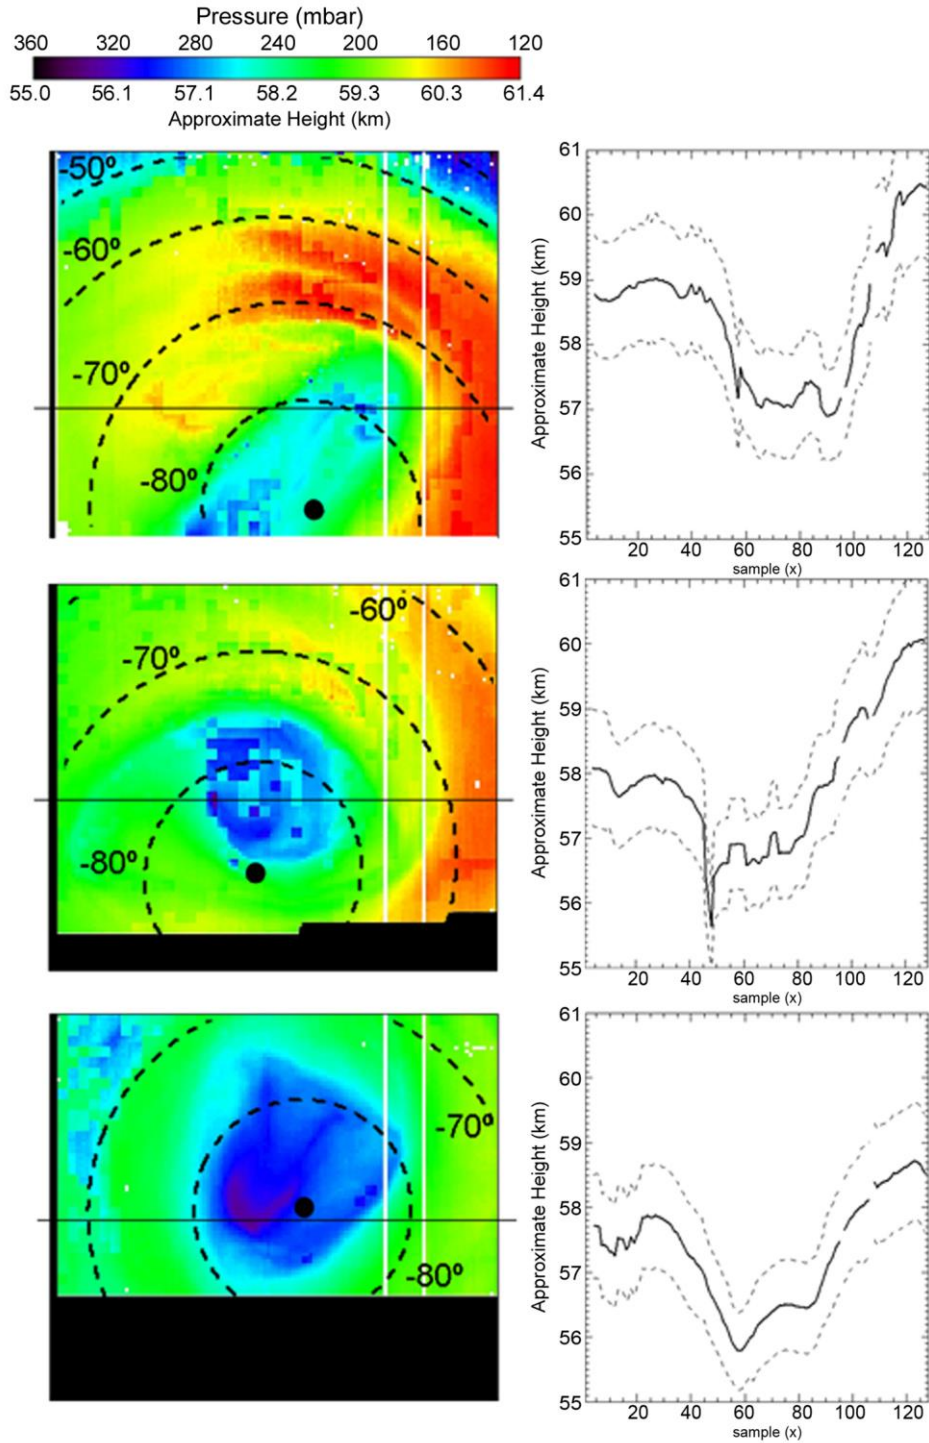 Pressure (mbar)
360 320 280 240 200 160 120
55.0 56.1 57.1 58.2 59.3 60.3 61.4
Approximate Height (km)
-50º
-60º
-70º
-80º
61
60
59
58
57
56
55
Approximate Height (km)
20 40 60 80 100 120
sample (x)
-60º
-70º
-80º
61
60
59
58
57
56
55
Approximate Height (km)
20 40 60 80 100 120
sample (x)
-70º
-80º
61
60
59
58
57
56
55
Approximate Height (km)
20 40 60 80 100 120
sample (x)